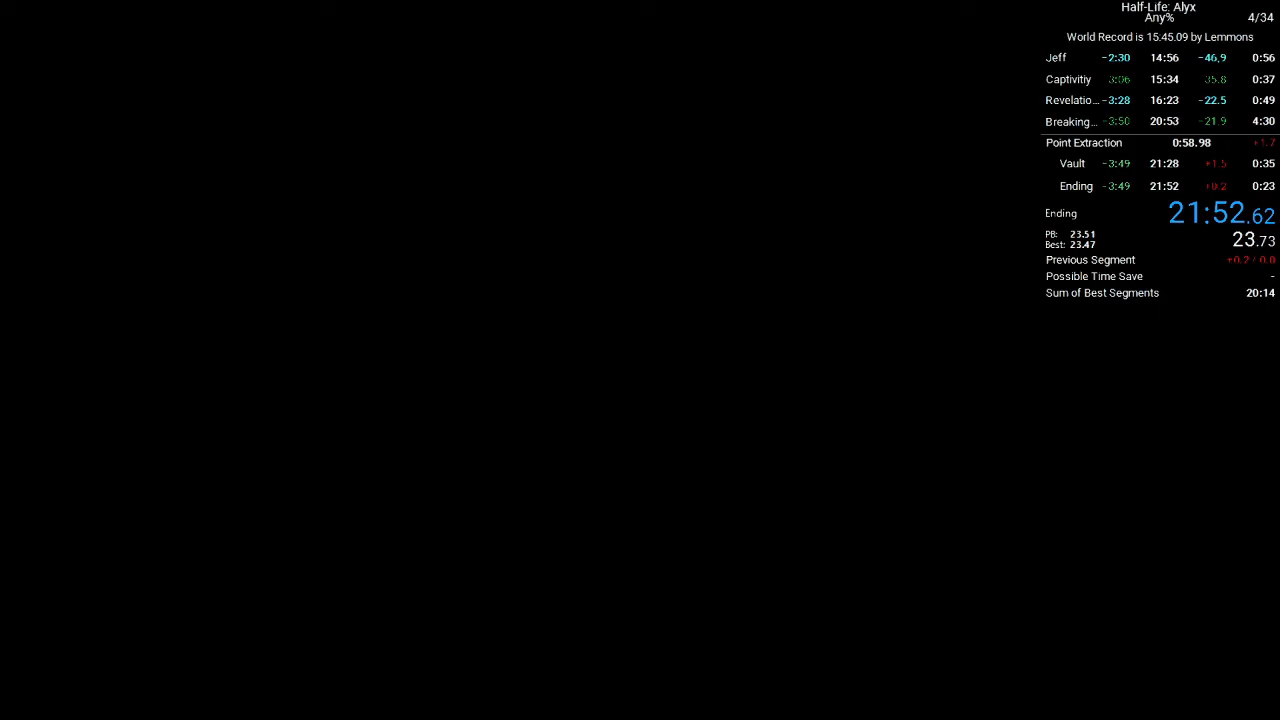 Half-Life: Alyx
Any% 4/34
World Record is 15.45.09 by Lemmons
Jeff -2:30 14:56 -46.9 0:56
Captivitiy 3:06 15:34 35.8 0:37
Revelatio... -3:28 16:23 -22.5 0:49
Breaking... -3:50 20:53 -21.9 4:30
Point Extraction 0:58.98 +1.7
Vault -3:49 21:28 +1.5 0:35
Ending -3:49 21:52 +0.2 0:23
Ending 21:52.62
PB: 23.51
Best: 23.47
23.73
Previous Segment +0.2 / 0.0
Possible Time Save -
Sum of Best Segments 20:14